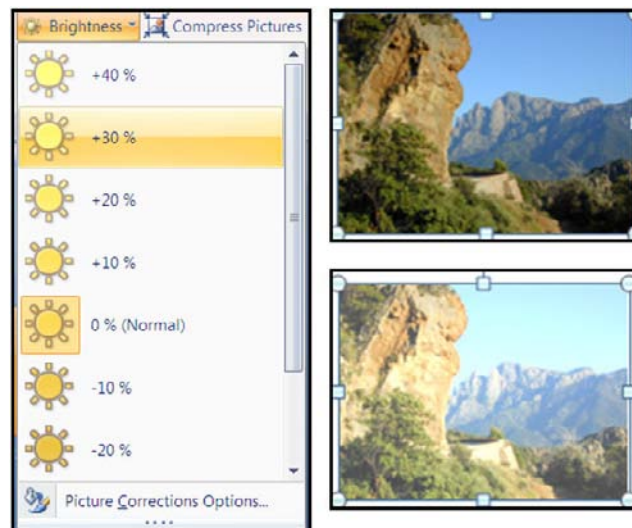 Brightness Compress Pictures
+40 %
+30 %
+20 %
+10 %
0 % (Normal)
-10 %
-20 %
Picture Corrections Options...